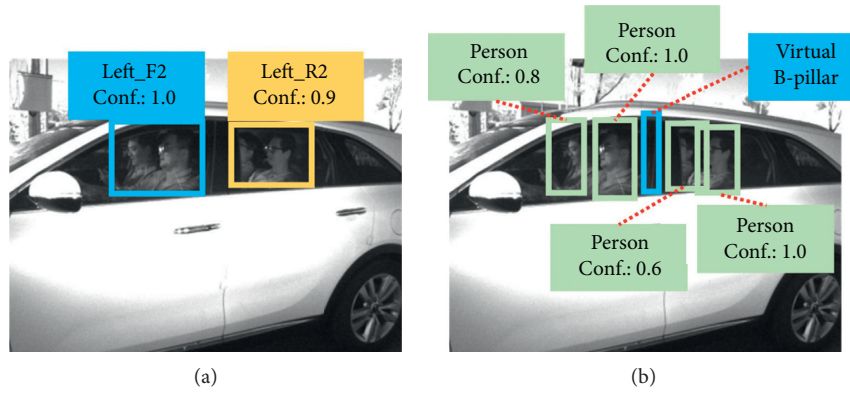 Left_F2
Conf.: 1.0
Left_R2
Conf.: 0.9
(a)
Person
Conf.: 0.8
Person
Conf.: 1.0
Virtual
B-pillar
Person
Conf.: 0.6
Person
Conf.: 1.0
(b)